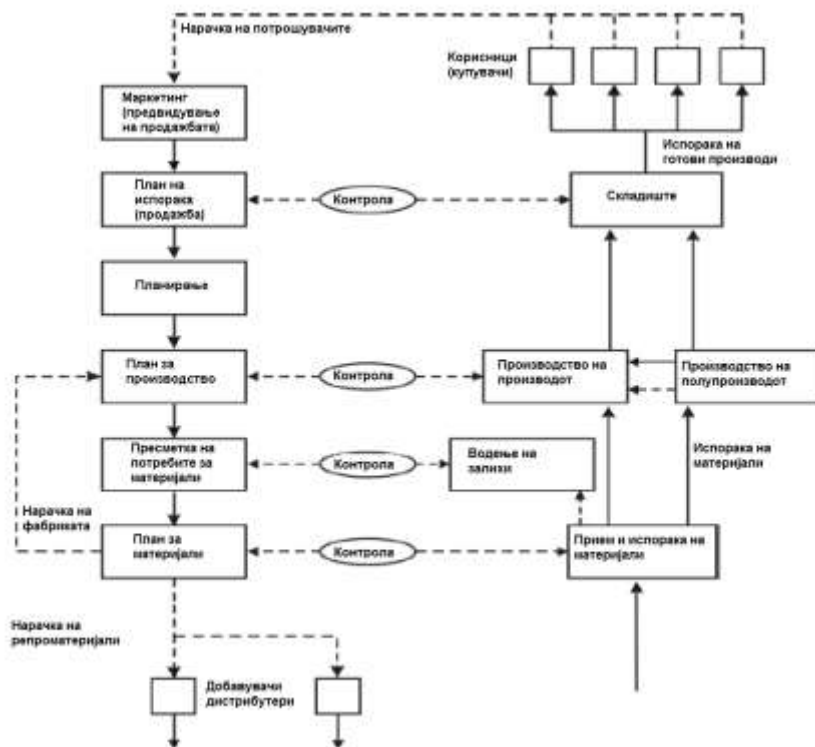 Нарачка на потрошувачите
Корисници
(купувачи)
Маркетинг
(предвидување
на продажбата)
Испорака на
готови производи
План на
испорака
(продажба)
Контрола
Складиште
Планирање
План за
производство
Контрола
Производство на
производот
Производство на
полупроизводот
Пресметка на
потребите за
материјали
Контрола
Водење на
залихи
Испорака на
материјали
Нарачка на
фабриката
План за
материјали
Контрола
Прием и испорака на
материјали
Нарачка на
репроматеријали
Добавувачи
дистрибутери